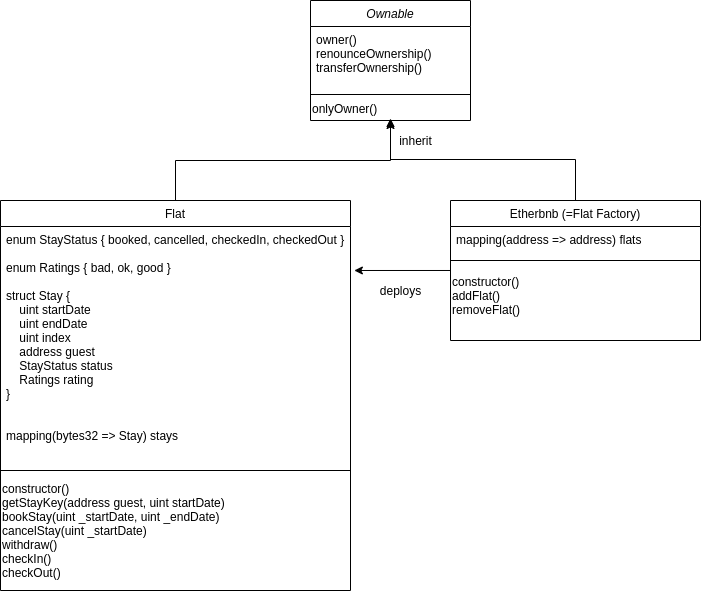 Ownable
owner()
renounceOwnership()
transferOwnership()
onlyOwner()
inherit
Flat
enum StayStatus { booked, cancelled, checkedIn, checkedOut }
enum Ratings { bad, ok, good }
struct Stay {
uint startDate
uint endDate
uint index
address guest
StayStatus status
Ratings rating
}
mapping(bytes32 => Stay) stays
constructor()
getStayKey(address guest, uint startDate)
bookStay(uint _startDate, uint _endDate)
cancelStay(uint _startDate)
withdraw()
checkIn()
checkOut()
deploys
Etherbnb (=Flat Factory)
mapping(address => address) flats
constructor()
addFlat()
removeFlat()